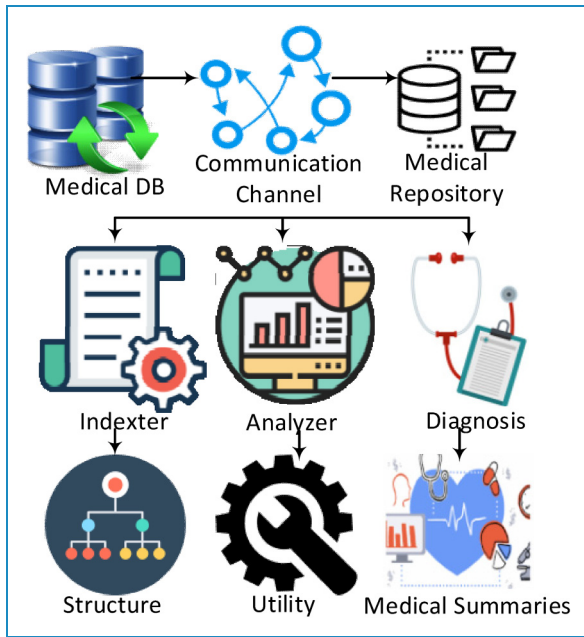 Medical DB
Communication
Channel
Medical
Repository
Indexter
Analyzer
Diagnosis
Structure
Utility
Medical Summaries